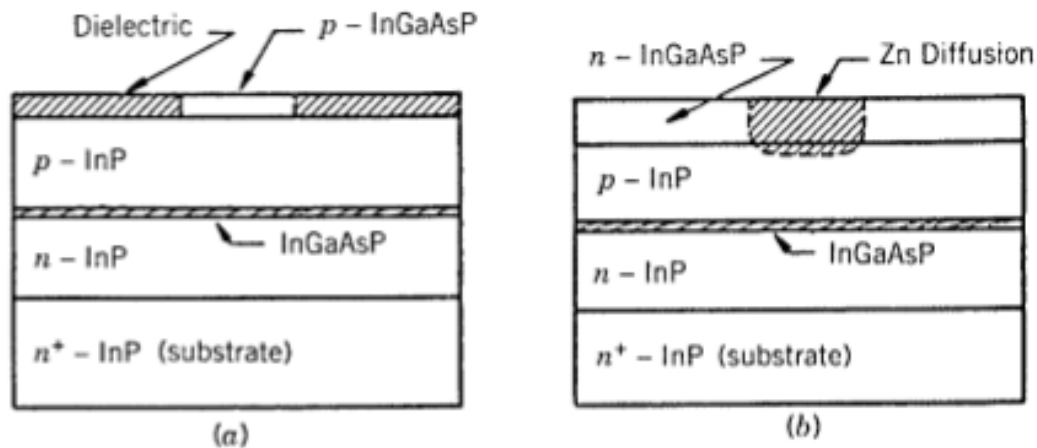 Dielectric
p – InGaAsP
p – InP
InGaAsP
n – InP
n+ – InP (substrate)
(a)
n – InGaAsP
Zn Diffusion
p – InP
InGaAsP
n – InP
n+ – InP (substrate)
(b)